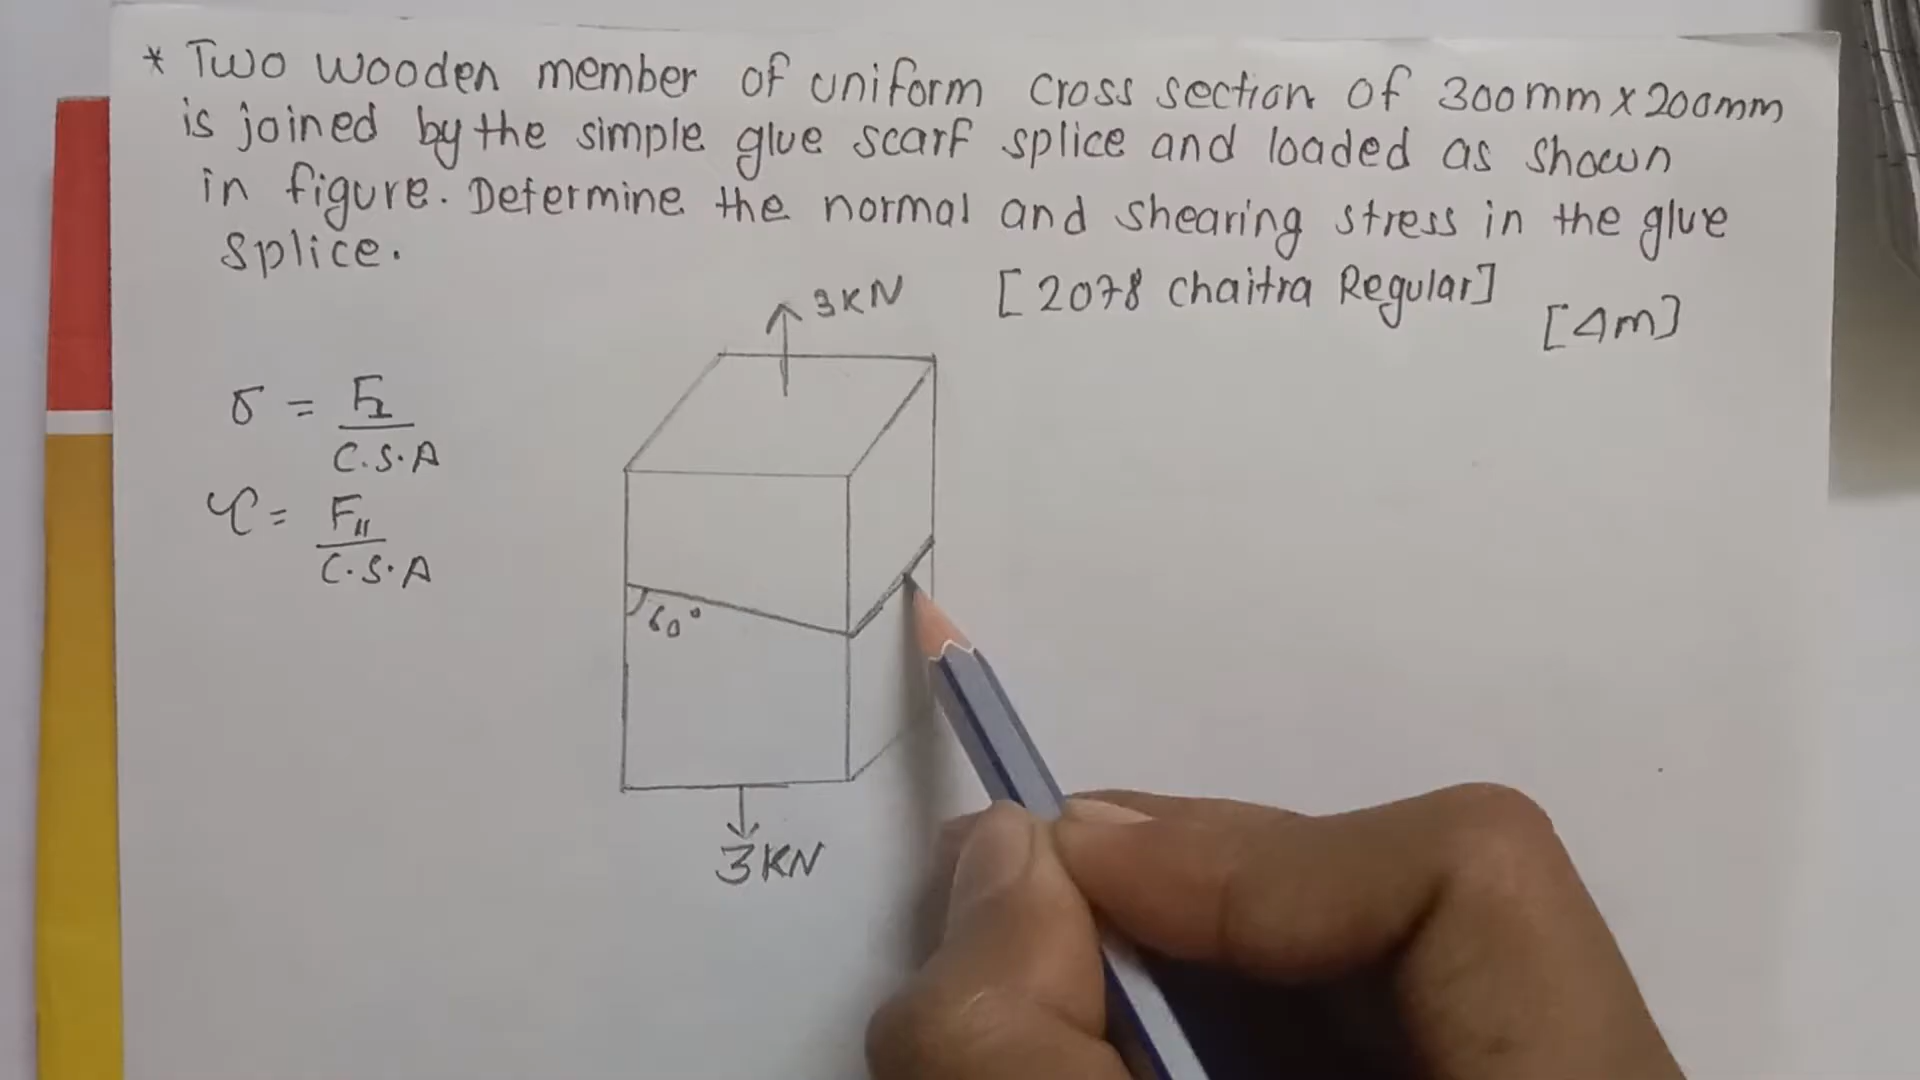 * Two wooden member of uniform cross section of 300mm x 200mm
is joined by the simple glue scarf splice and loaded as shown
in figure. Determine the normal and shearing stress in the glue
splice.
[2078 Chaitra Regular]
[4m]
3KN
σ = F⊥
C.S.A
τ = F||
C.S.A
60°
3KN